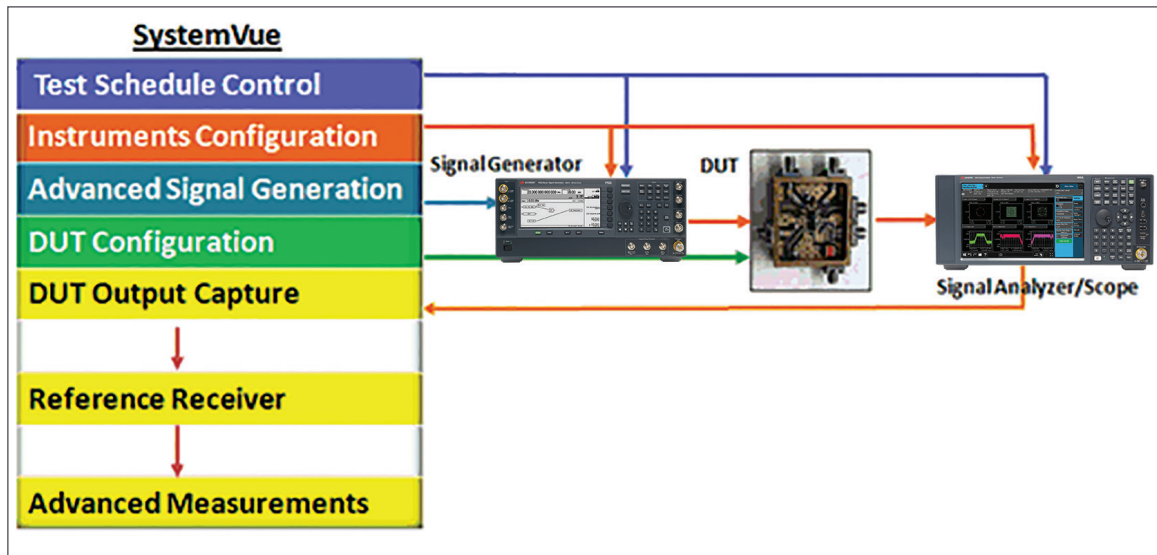 SystemVue
Test Schedule Control
Instruments Configuration
Signal Generator
DUT
Advanced Signal Generation
DUT Configuration
DUT Output Capture
Signal Analyzer/Scope
Reference Receiver
Advanced Measurements